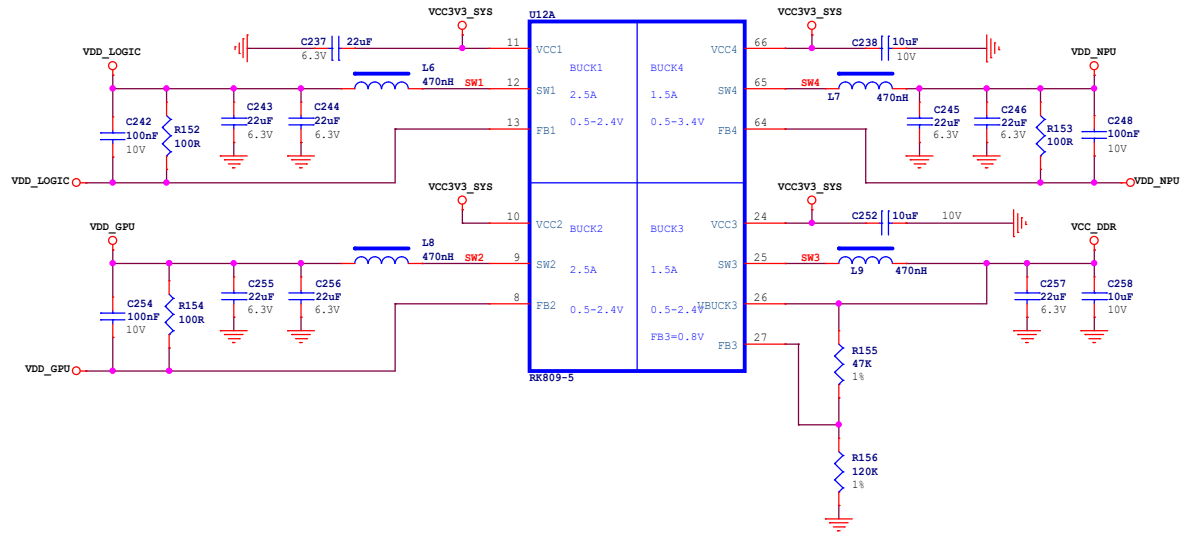 VCC3V3_SYS
U12A
VCC3V3_SYS
C237
22uF
6.3V
11
VCC1
VCC4
66
C238
10uF
10V
VDD_LOGIC
VDD_NPU
L6
470nH
SW1
12
SW1
BUCK1
2.5A
0.5-2.4V
BUCK4
1.5A
0.5-3.4V
SW4
65
SW4
L7
470nH
C242
100nF
10V
R152
100R
C243
22uF
6.3V
C244
22uF
6.3V
13
FB1
FB4
64
C245
22uF
6.3V
C246
22uF
6.3V
R153
100R
C248
100nF
10V
VDD_LOGIC
VDD_NPU
VCC3V3_SYS
VCC3V3_SYS
10
VCC2
BUCK2
BUCK3
VCC3
24
C252
10uF
10V
VDD_GPU
VCC_DDR
L8
470nH
SW2
9
SW2
2.5A
1.5A
SW3
25
SW3
L9
470nH
C254
100nF
10V
R154
100R
C255
22uF
6.3V
C256
22uF
6.3V
8
FB2
0.5-2.4V
0.5-2.4V
VBUCK3
26
C257
22uF
6.3V
C258
10uF
10V
FB3=0.8V
FB3
27
VDD_GPU
RK809-5
R155
47K
1%
R156
120K
1%